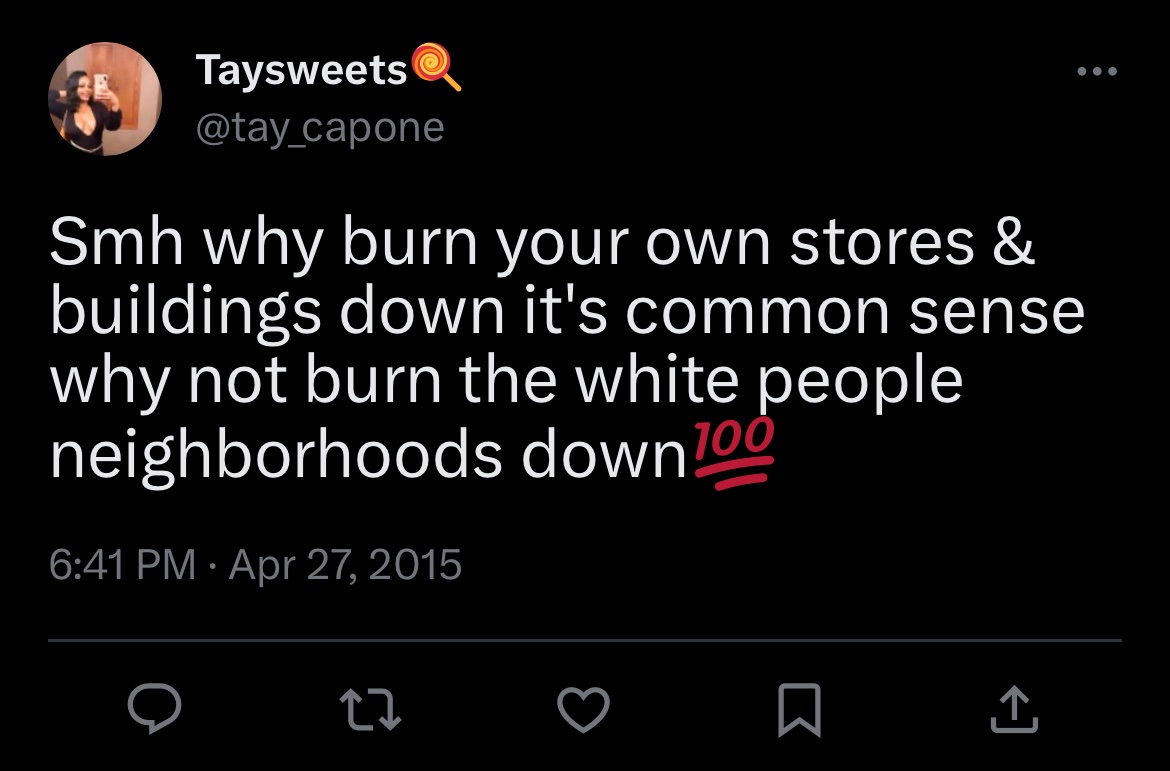 Taysweets🍭
@tay_capone
Smh why burn your own stores &
buildings down it's common sense
why not burn the white people
neighborhoods down💯
6:41 PM · Apr 27, 2015